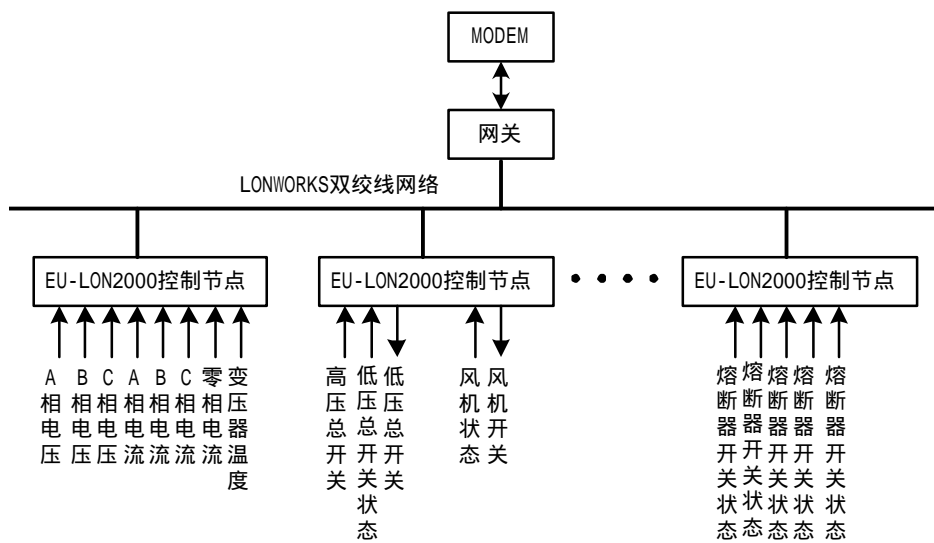 MODEM
网关
LONWORKS双绞线网络
EU-LON2000控制节点
EU-LON2000控制节点
EU-LON2000控制节点
A相电压
B相电压
C相电压
A相电流
B相电流
C相电流
零相电流
变压器温度
高压总开关
低压总开关状态
低压总开关
风机状态
风机开关
熔断器开关状态
熔断器开关状态
熔断器开关状态
熔断器开关状态
熔断器开关状态